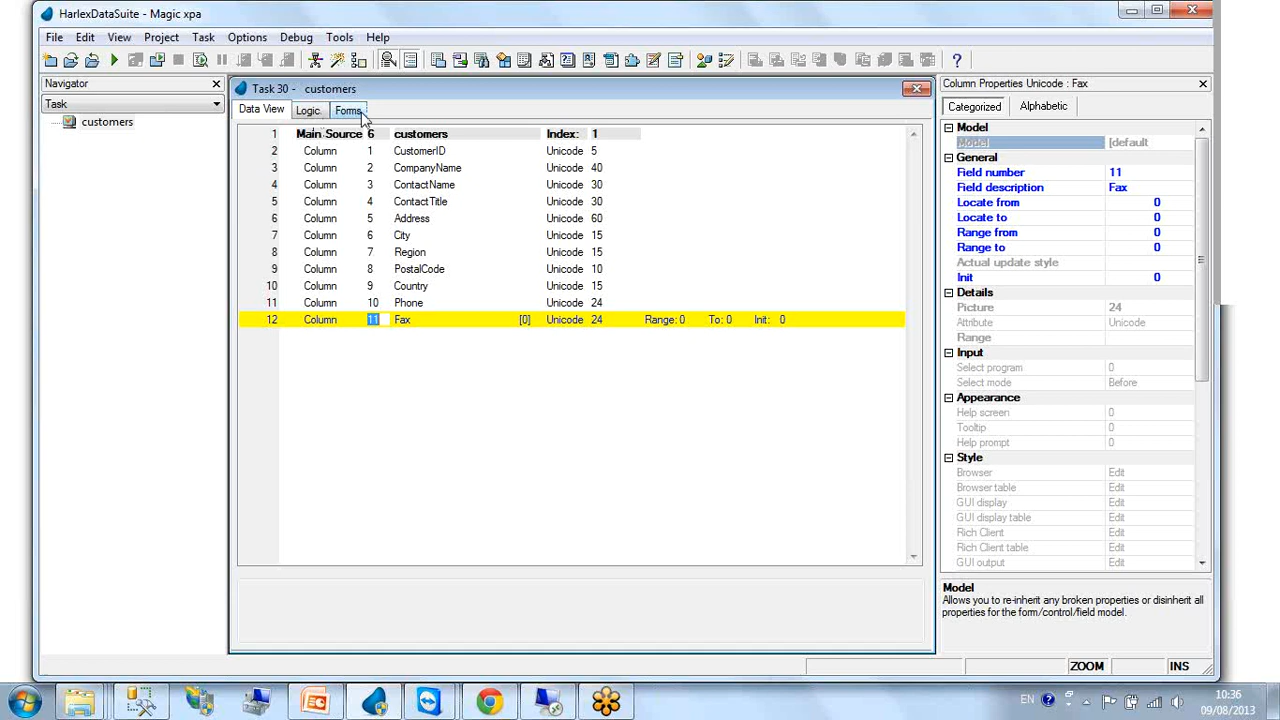 HarlexDataSuite - Magic xpa
File Edit View Project Task Options Debug Tools Help
Navigator
Task
customers
Task 30 - customers
Data View Logic Forms
1 Main Source 6 customers Index: 1
2 Column 1 CustomerID Unicode 5
3 Column 2 CompanyName Unicode 40
4 Column 3 ContactName Unicode 30
5 Column 4 ContactTitle Unicode 30
6 Column 5 Address Unicode 60
7 Column 6 City Unicode 15
8 Column 7 Region Unicode 15
9 Column 8 PostalCode Unicode 10
10 Column 9 Country Unicode 15
11 Column 10 Phone Unicode 24
12 Column 11 Fax [0] Unicode 24 Range: 0 To: 0 Init: 0
Column Properties Unicode : Fax
Categorized Alphabetic
Model
Model [default
General
Field number 11
Field description Fax
Locate from 0
Locate to 0
Range from 0
Range to 0
Actual update style
Init 0
Details
Picture 24
Attribute Unicode
Range
Input
Select program 0
Select mode Before
Appearance
Help screen 0
Tooltip 0
Help prompt 0
Style
Browser Edit
Browser table Edit
GUI display Edit
GUI display table Edit
Rich Client Edit
Rich Client table Edit
GUI output Edit
Model
Allows you to re-inherit any broken properties or disinherit all
properties for the form/control/field model.
ZOOM INS
EN 10:36
09/08/2013